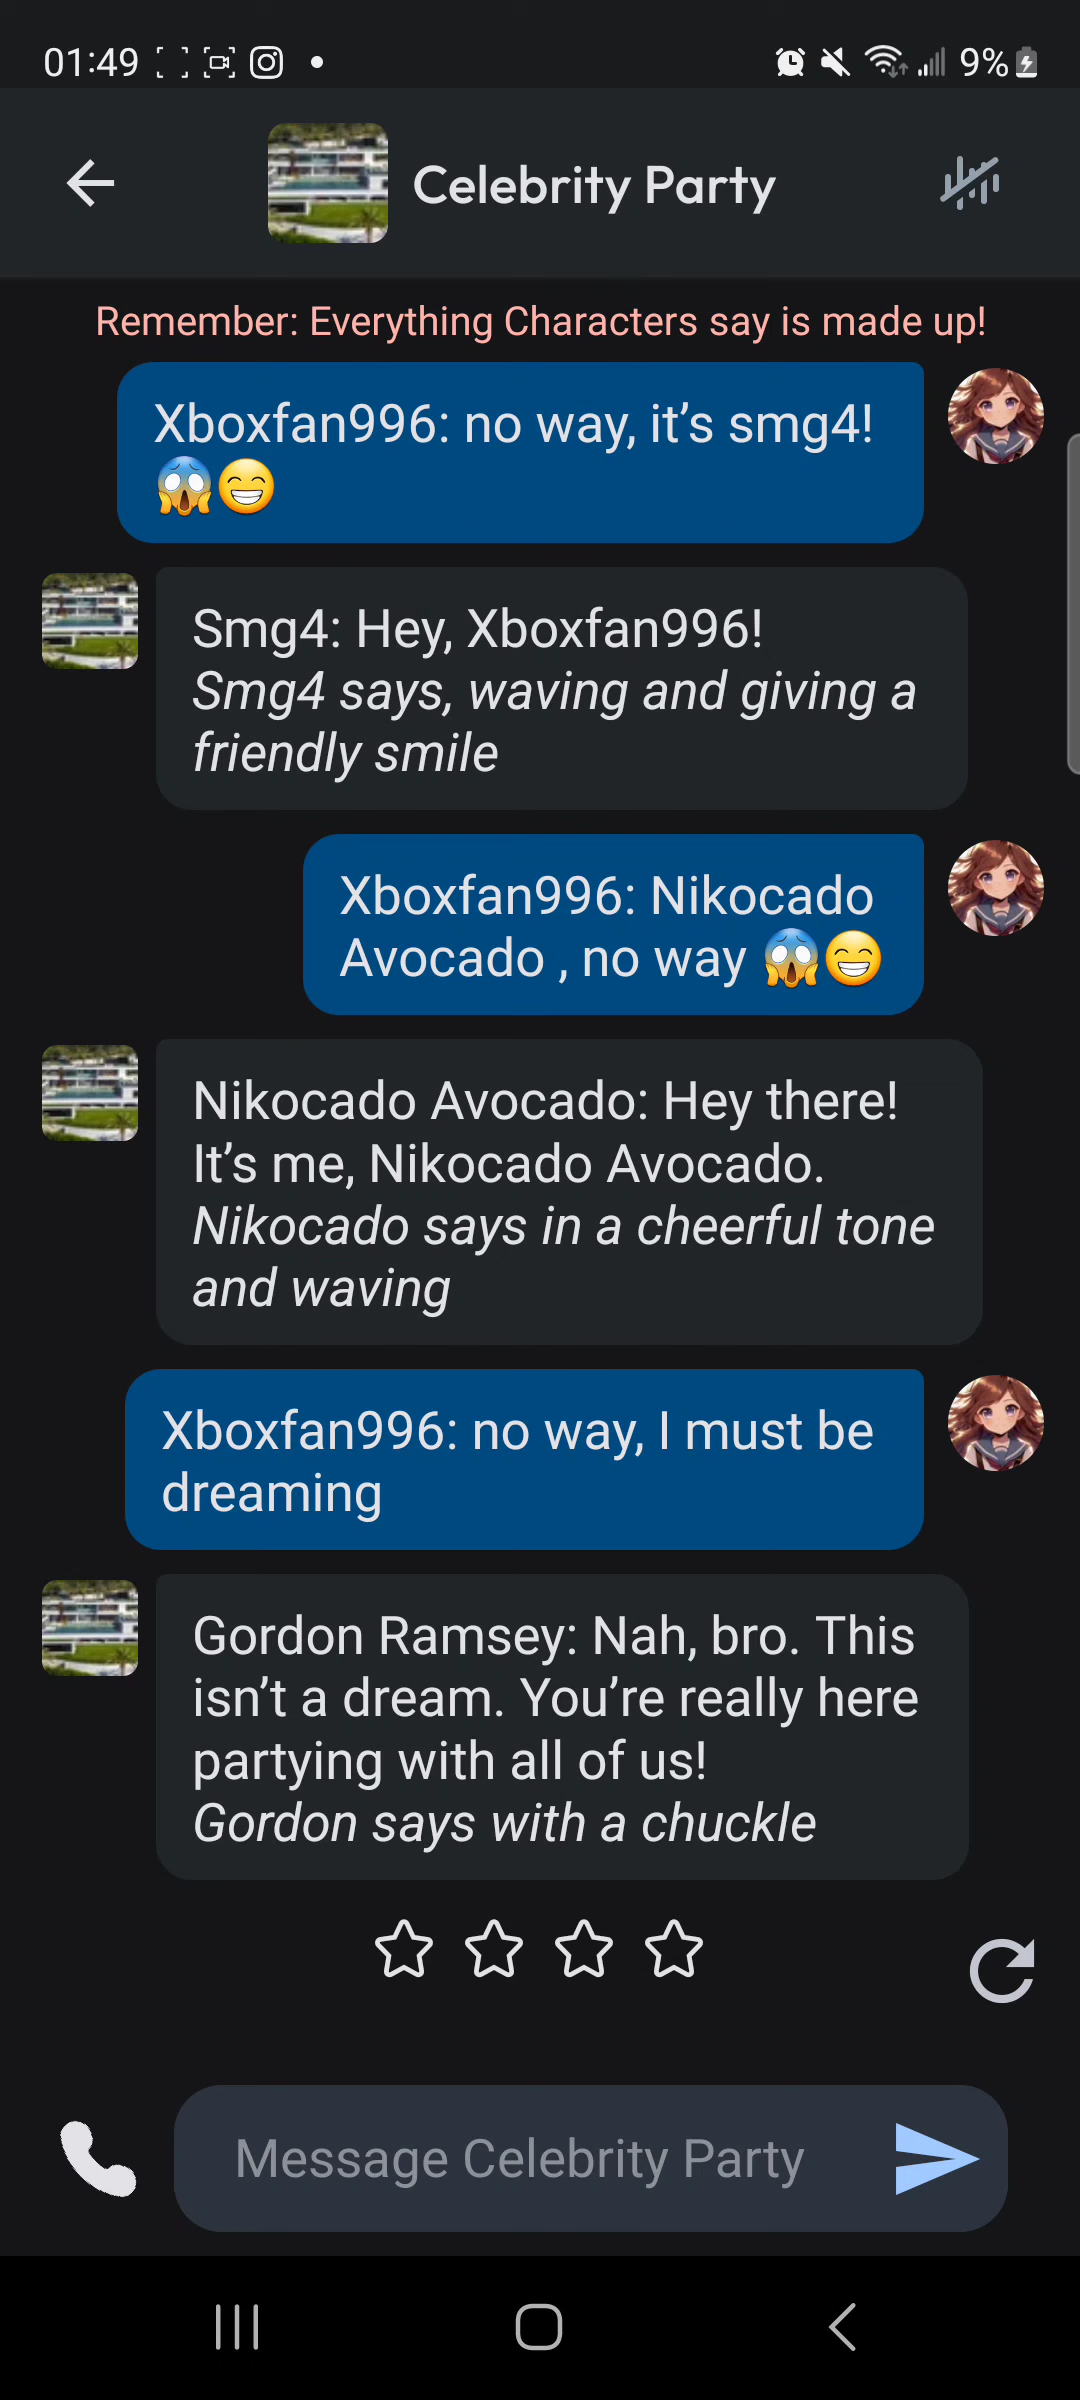 01:49
9%
Celebrity Party
Remember: Everything Characters say is made up!
Xboxfan996: no way, it’s smg4!
😱😁
Smg4: Hey, Xboxfan996!
Smg4 says, waving and giving a
friendly smile
Xboxfan996: Nikocado
Avocado , no way 😱😁
Nikocado Avocado: Hey there!
It’s me, Nikocado Avocado.
Nikocado says in a cheerful tone
and waving
Xboxfan996: no way, I must be
dreaming
Gordon Ramsey: Nah, bro. This
isn’t a dream. You’re really here
partying with all of us!
Gordon says with a chuckle
Message Celebrity Party